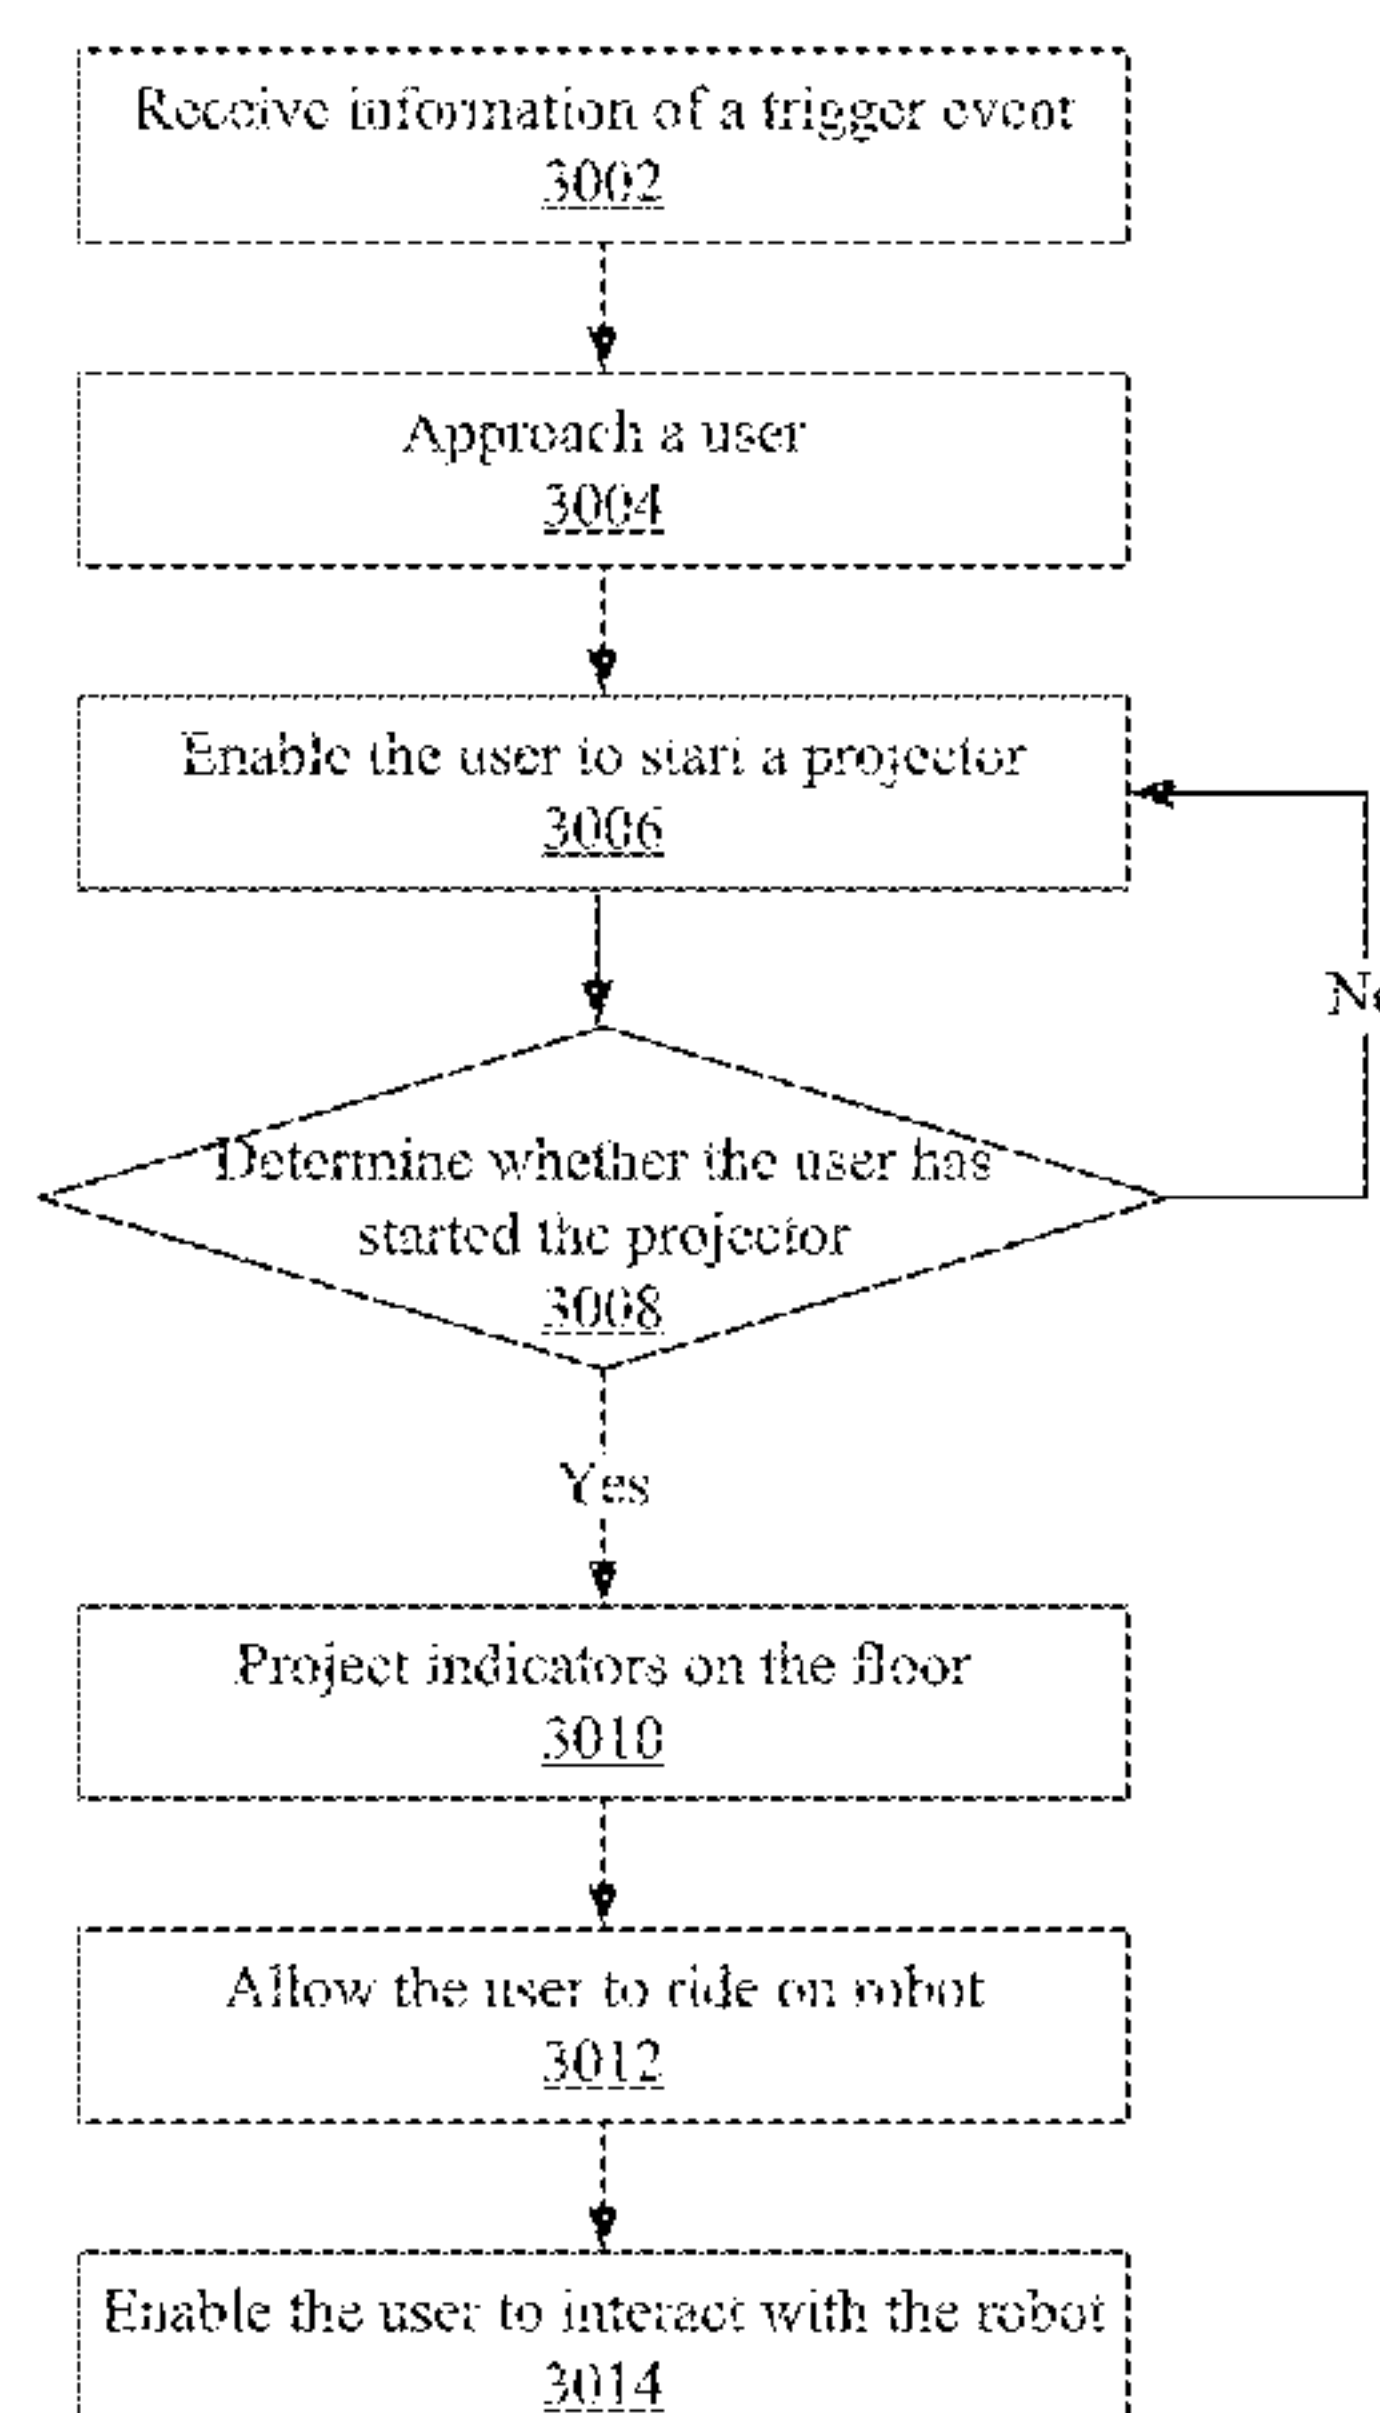 Receive information of a trigger event
3002
Approach a user
3004
Enable the user to start a projector
3006
No
Determine whether the user has
started the projector
3008
Yes
Project indicators on the floor
3010
Allow the user to ride on robot
3012
Enable the user to interact with the robot
3014